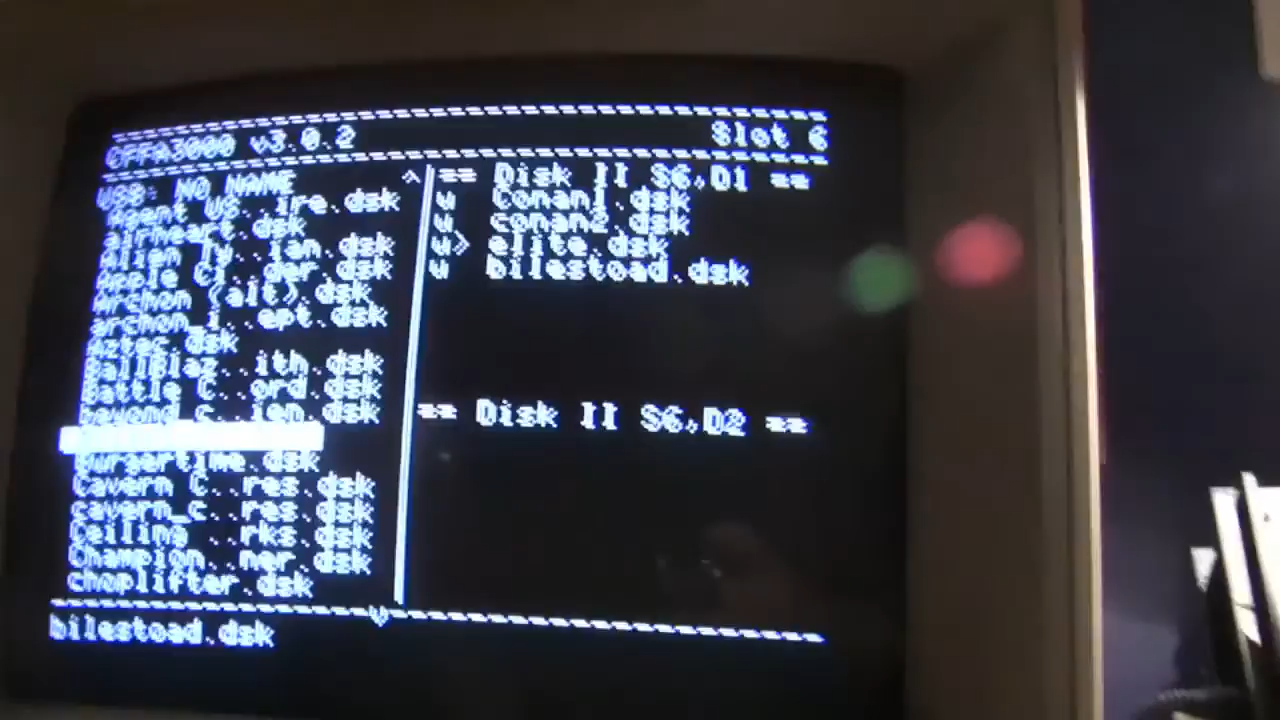 CFFA3000 v3.0.2 Slot 6
USB: NO NAME
Agent US..ire.dsk
airheart.dsk
Alien Ty..ian.dsk
Apple Ci..der.dsk
Archon (alt).dsk
archon_i..ept.dsk
Aztec.dsk
BallBlaz..ith.dsk
Battle C..ord.dsk
beyond_c..ien.dsk
Burgertime.dsk
Cavern C..res.dsk
cavern_c..res.dsk
Ceiling ..rks.dsk
Champion..ner.dsk
choplifter.dsk
== Disk II S6,D1 ==
u Conan1.dsk
u conan2.dsk
u> elite.dsk
u bilestoad.dsk
== Disk II S6,D2 ==
bilestoad.dsk